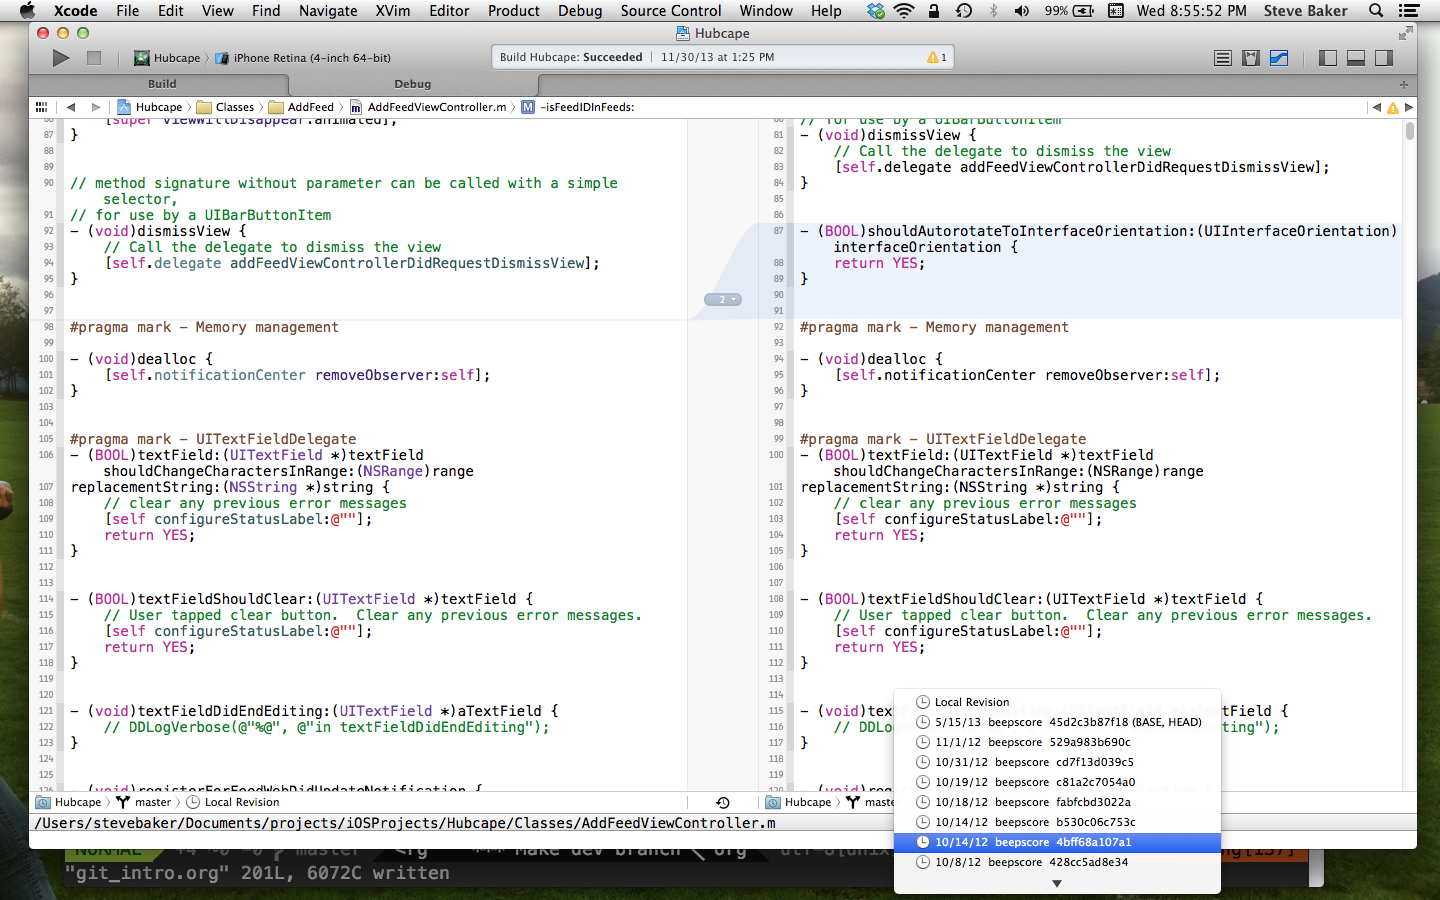 Xcode File Edit View Find Navigate XVim Editor Product Debug Source Control Window Help 99% Wed 8:55:52 PM Steve Baker
Hubcape
Hubcape iPhone Retina (4-inch 64-bit) Build Hubcape: Succeeded 11/30/13 at 1:25 PM 1
Build Debug
Hubcape Classes AddFeed AddFeedViewController.m M -isFeedIDInFeeds:
86 [super viewWillDisappear:animated];
87 }
88
89
90 // method signature without parameter can be called with a simple
selector,
91 // for use by a UIBarButtonItem
92 - (void)dismissView {
93 // Call the delegate to dismiss the view
94 [self.delegate addFeedViewControllerDidRequestDismissView];
95 }
96
97
98 #pragma mark - Memory management
99
100 - (void)dealloc {
101 [self.notificationCenter removeObserver:self];
102 }
103
104
105 #pragma mark - UITextFieldDelegate
106 - (BOOL)textField:(UITextField *)textField
shouldChangeCharactersInRange:(NSRange)range
107 replacementString:(NSString *)string {
108 // clear any previous error messages
109 [self configureStatusLabel:@""];
110 return YES;
111 }
112
113
114 - (BOOL)textFieldShouldClear:(UITextField *)textField {
115 // User tapped clear button.  Clear any previous error messages.
116 [self configureStatusLabel:@""];
117 return YES;
118 }
119
120
121 - (void)textFieldDidEndEditing:(UITextField *)aTextField {
122 // DDLogVerbose(@"%@", @"in textFieldDidEndEditing");
123 }
124
125
126 - (void)registerForFeedWebDidUpdateNotification {
2
80 // for use by a UIBarButtonItem
81 - (void)dismissView {
82 // Call the delegate to dismiss the view
83 [self.delegate addFeedViewControllerDidRequestDismissView];
84 }
85
86
87 - (BOOL)shouldAutorotateToInterfaceOrientation:(UIInterfaceOrientation)
interfaceOrientation {
88 return YES;
89 }
90
91
92 #pragma mark - Memory management
93
94 - (void)dealloc {
95 [self.notificationCenter removeObserver:self];
96 }
97
98
99 #pragma mark - UITextFieldDelegate
100 - (BOOL)textField:(UITextField *)textField
shouldChangeCharactersInRange:(NSRange)range
101 replacementString:(NSString *)string {
102 // clear any previous error messages
103 [self configureStatusLabel:@""];
104 return YES;
105 }
106
107
108 - (BOOL)textFieldShouldClear:(UITextField *)textField {
109 // User tapped clear button.  Clear any previous error messages.
110 [self configureStatusLabel:@""];
111 return YES;
112 }
113
114
115 - (void)
116 // DDLo
117 }
118
119
Local Revision
5/15/13 beepscore 45d2c3b87f18 (BASE, HEAD)
11/1/12 beepscore 529a983b690c
10/31/12 beepscore cd7f13d039c5
10/19/12 beepscore c81a2c7054a0
10/18/12 beepscore fabfcbd3022a
10/14/12 beepscore b530c06c753c
10/14/12 beepscore 4bff68a107a1
10/8/12 beepscore 428cc5ad8e34
Hubcape master Local Revision
Hubcape
/Users/stevebaker/Documents/projects/iOSProjects/Hubcape/Classes/AddFeedViewController.m
NORMAL
"git_intro.org" 201L, 6072C written